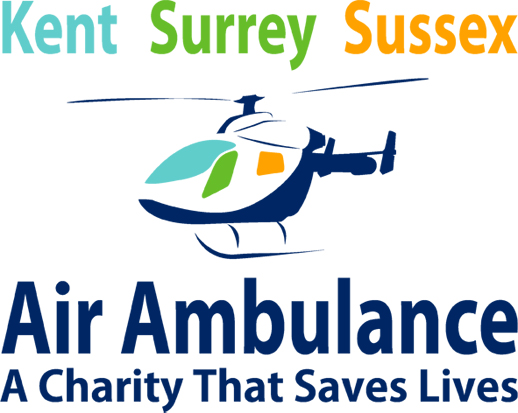 Kent Surrey Sussex
Air Ambulance
A Charity That Saves Lives